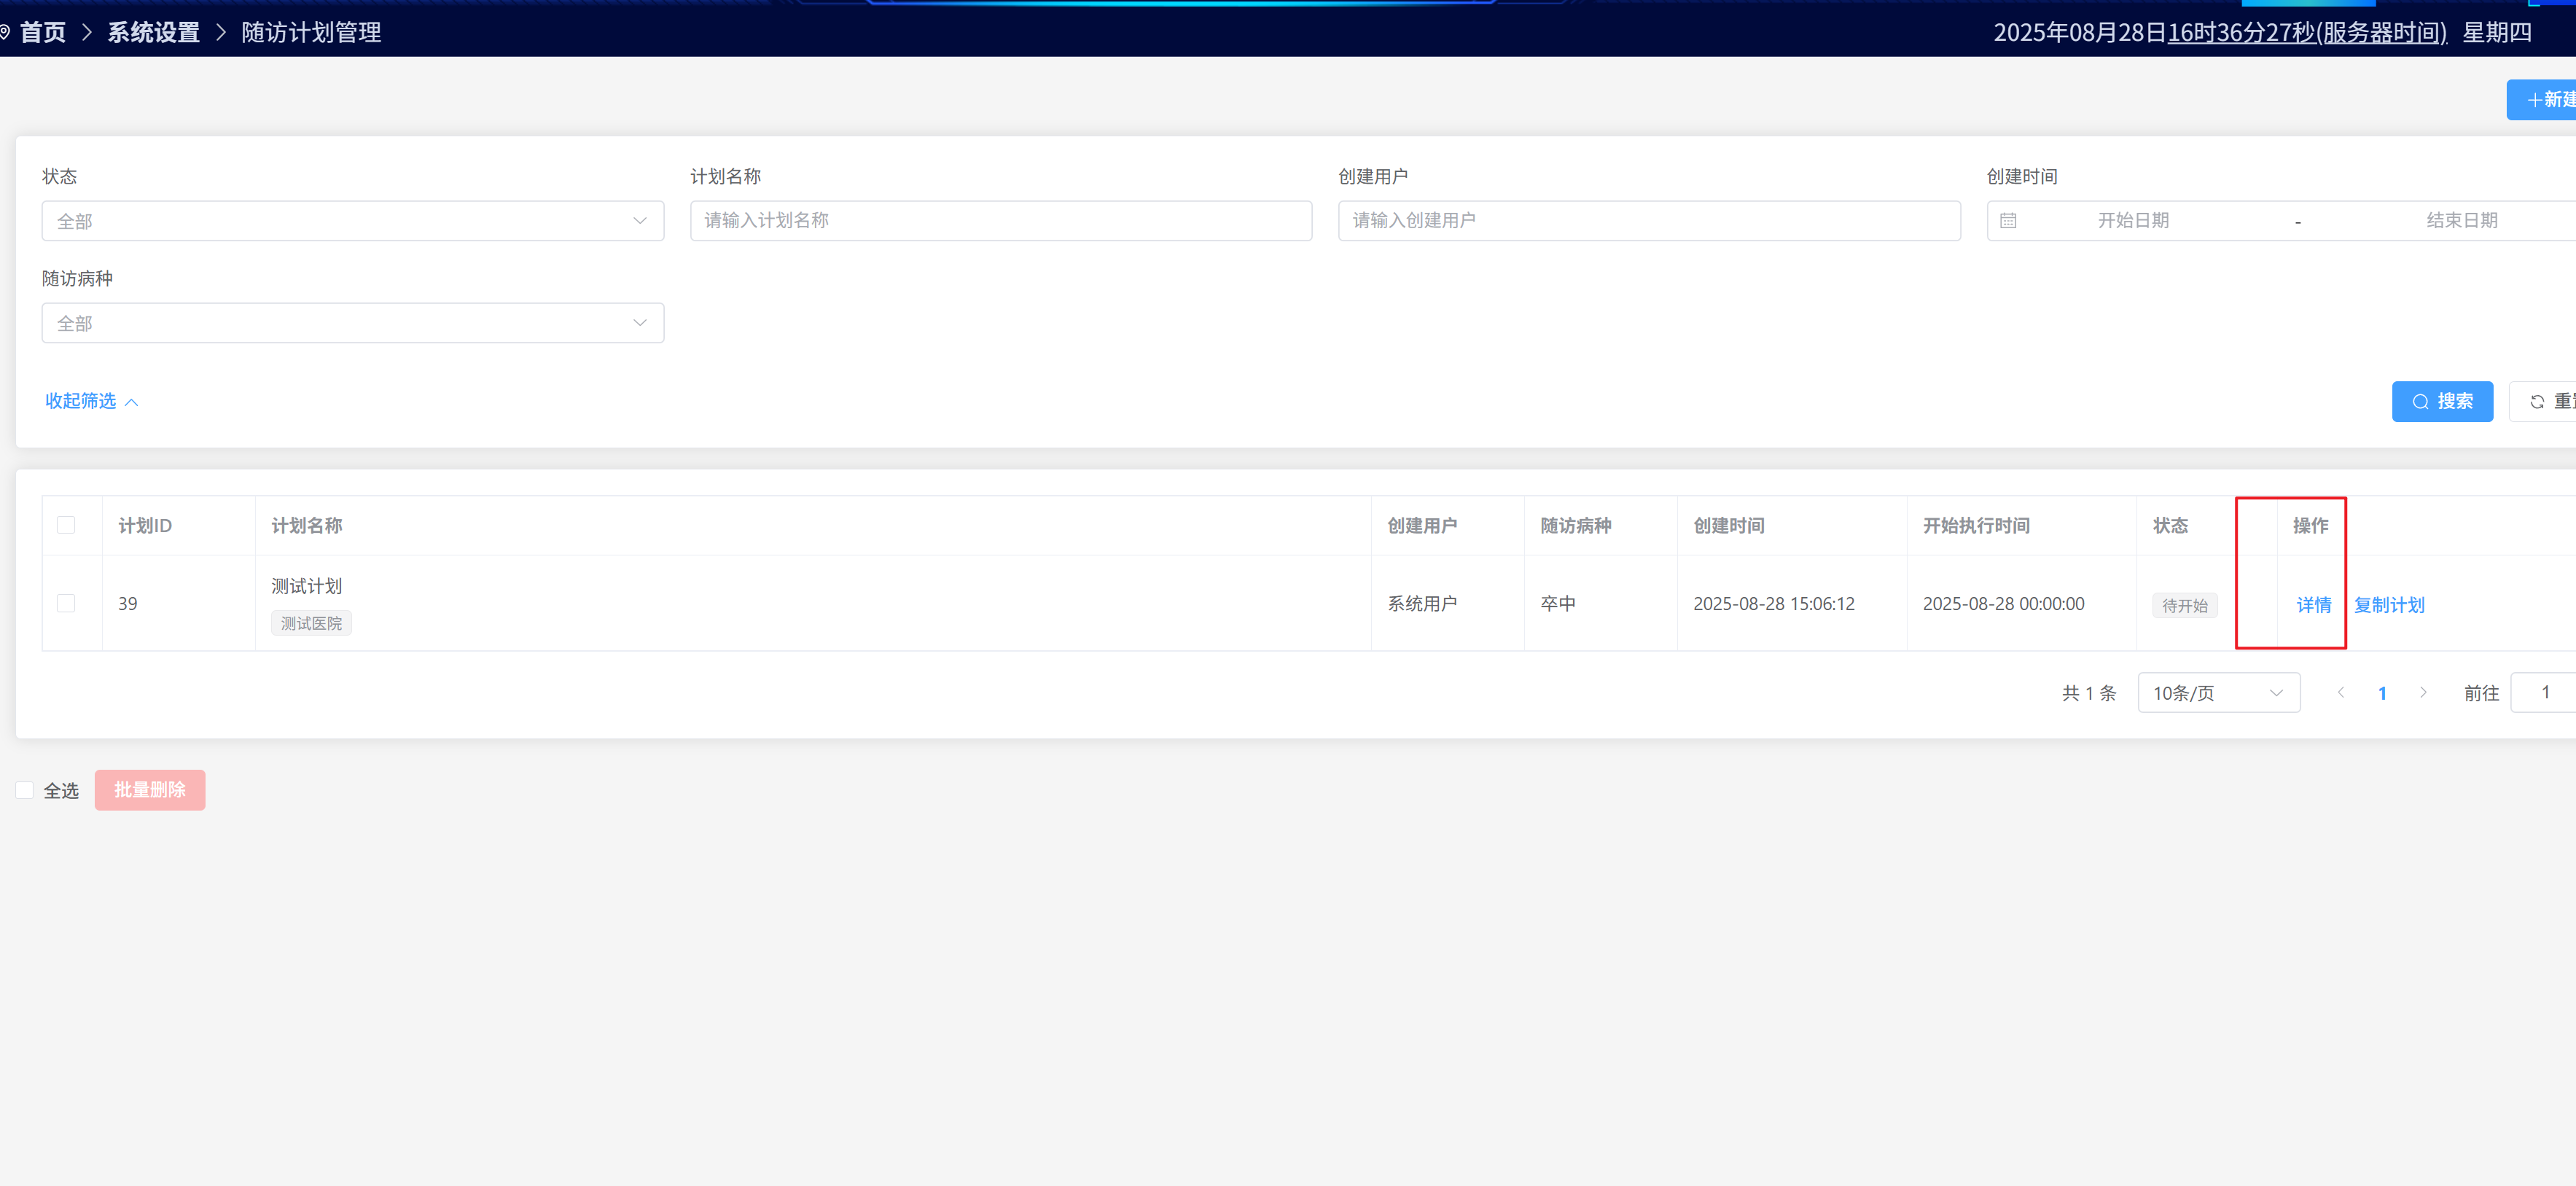 首页 > 系统设置 > 随访计划管理
2025年08月28日16时36分27秒(服务器时间) 星期四
+新建
状态 计划名称 创建用户 创建时间
全部 请输入计划名称 请输入创建用户 开始日期 - 结束日期
随访病种
全部
收起筛选 搜索 重置
计划ID 计划名称 创建用户 随访病种 创建时间 开始执行时间 状态 操作
39 测试计划 系统用户 卒中 2025-08-28 15:06:12 2025-08-28 00:00:00 待开始 详情 复制计划
测试医院
共 1 条 10条/页 < 1 > 前往 1
全选 批量删除